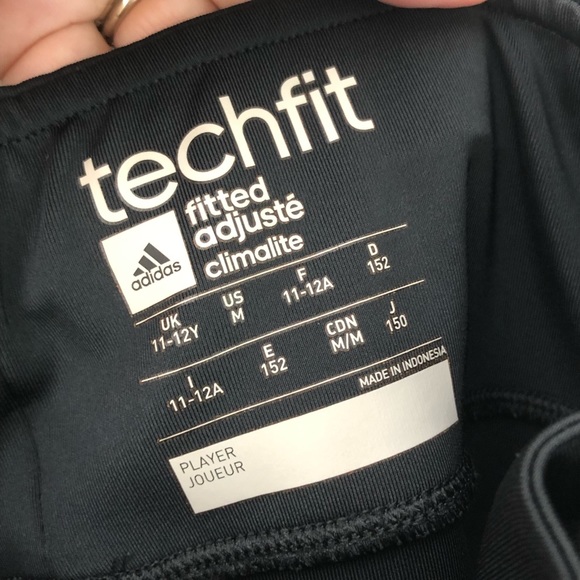 techfit
adidas
fitted
adjusté
climalite
UK US F D
11-12Y M 11-12A 152
I E CDN J
11-12A 152 M/M 150
MADE IN INDONESIA
PLAYER
JOUEUR